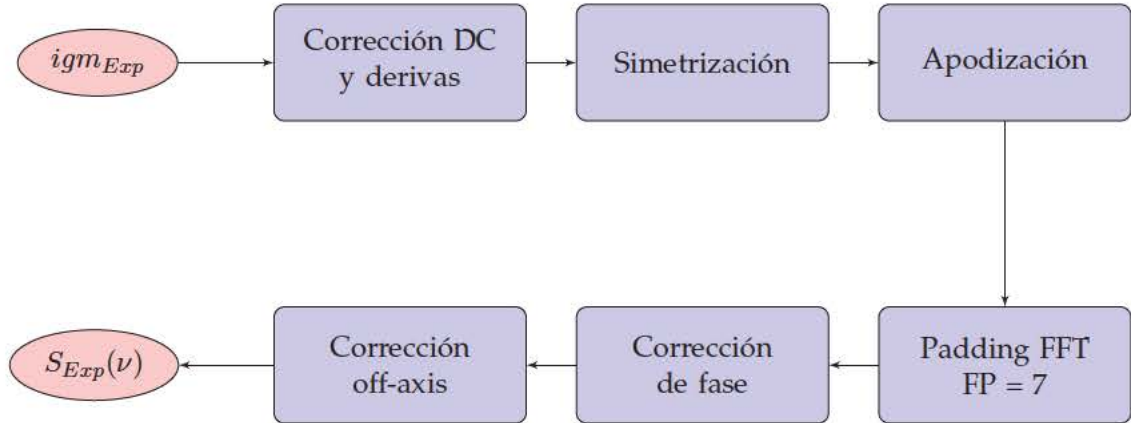 igm_Exp
Corrección DC
y derivas
Simetrización
Apodización
Padding FFT
FP = 7
Corrección
de fase
Corrección
off-axis
S_Exp(ν)